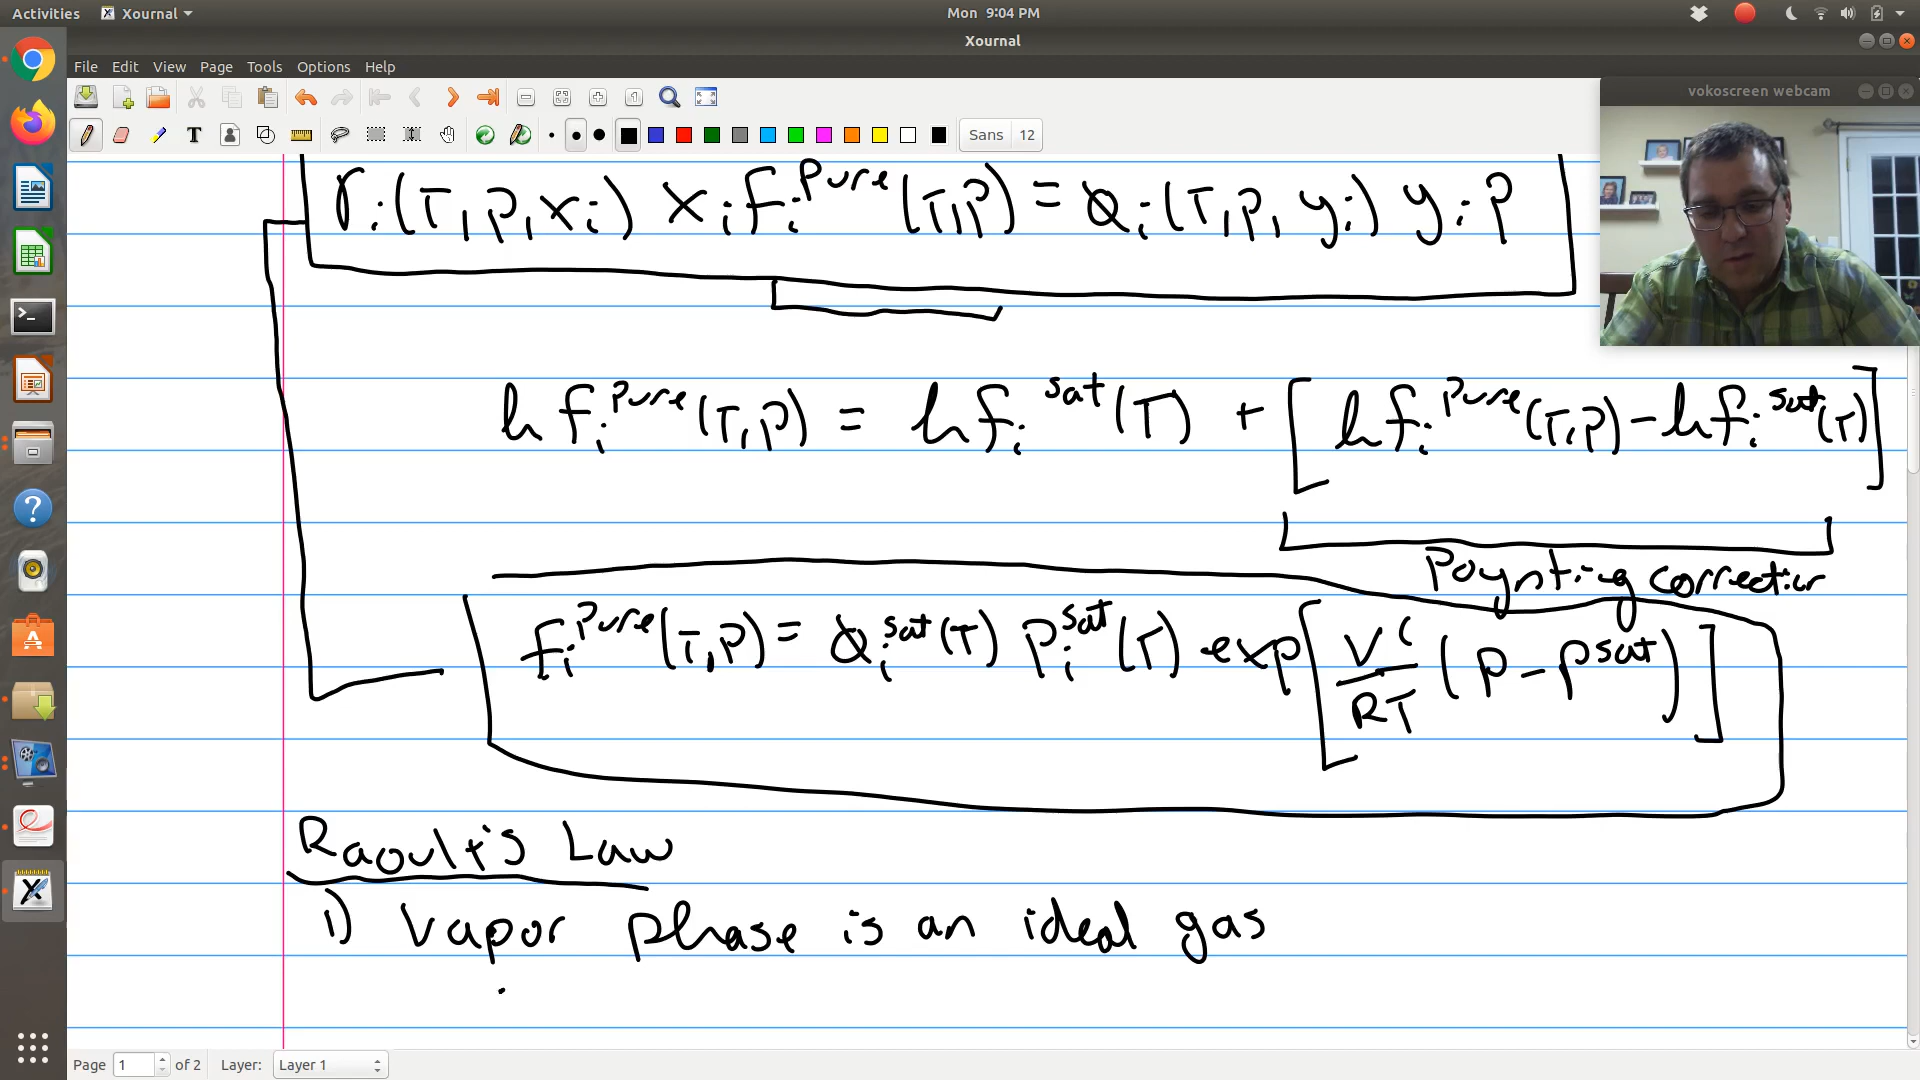 Activities Xournal Mon 9:04 PM
Xournal
File Edit View Page Tools Options Help
vokoscreen webcam
T Sans 12
γi(T,p,xi) xi fi^Pure(T,P) = φi(T,p, yi) yi p
ln fi^Pure(T,P) = ln fi^sat(T) + [ln fi^Pure(T,P) - ln fi^sat(T)]
Poynting correction
fi^Pure(T,P) = φi^sat(T) Pi^sat(T) exp[V^l/RT (P - P^sat)]
Raoult's Law
1) Vapor phase is an ideal gas
Page 1 of 2 Layer: Layer 1